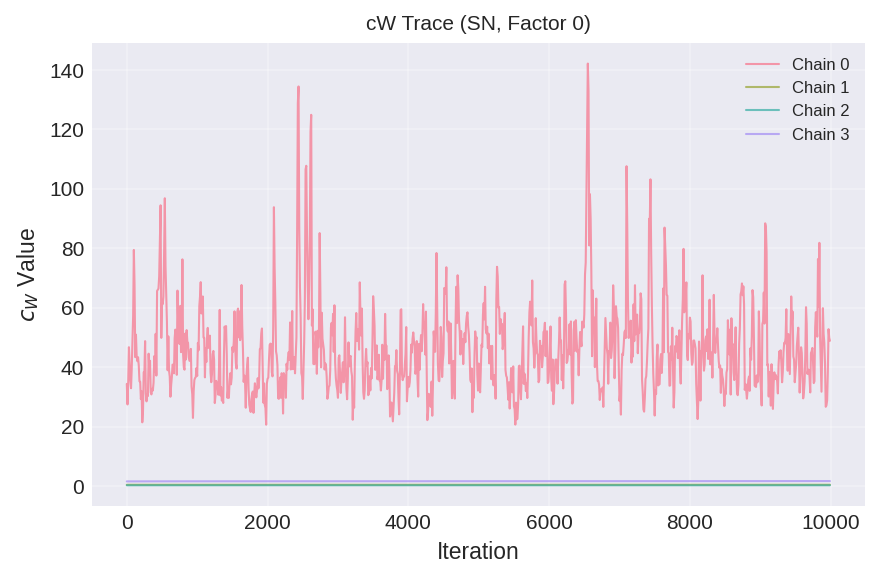 cW Trace (SN, Factor 0)
140
120
100
80
60
40
20
0
cW Value
0 2000 4000 6000 8000 10000
Iteration
Chain 0
Chain 1
Chain 2
Chain 3